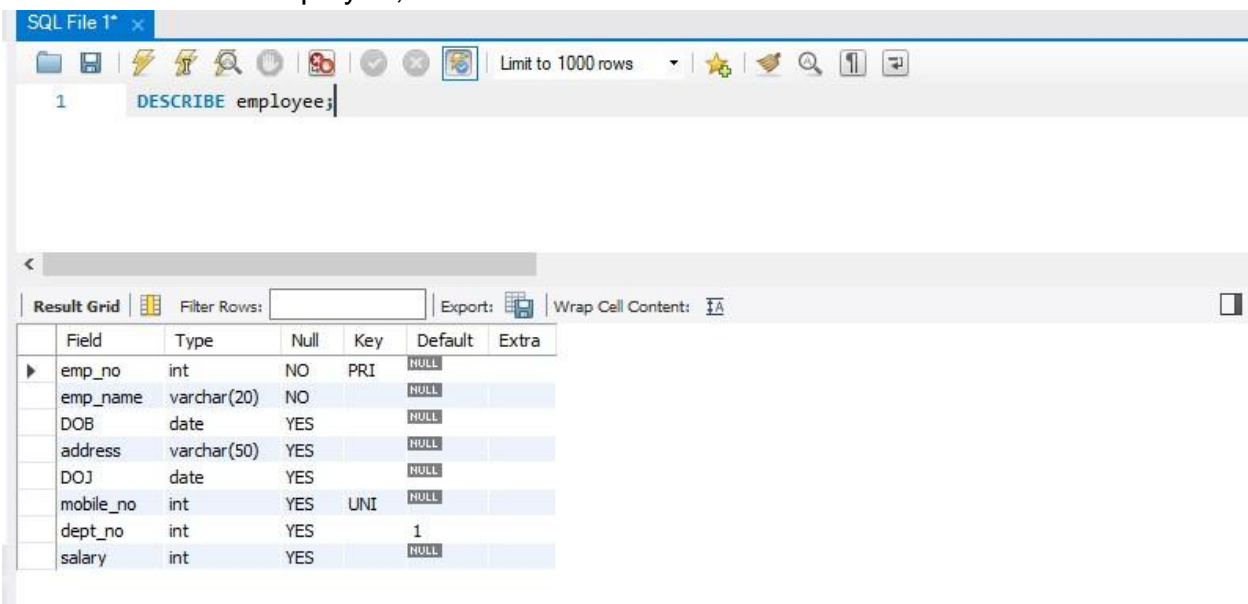 SQL File 1*
Limit to 1000 rows
1 DESCRIBE employee;
Result Grid Filter Rows: Export: Wrap Cell Content:
Field Type Null Key Default Extra
emp_no int NO PRI NULL
emp_name varchar(20) NO NULL
DOB date YES NULL
address varchar(50) YES NULL
DOJ date YES NULL
mobile_no int YES UNI NULL
dept_no int YES 1
salary int YES NULL